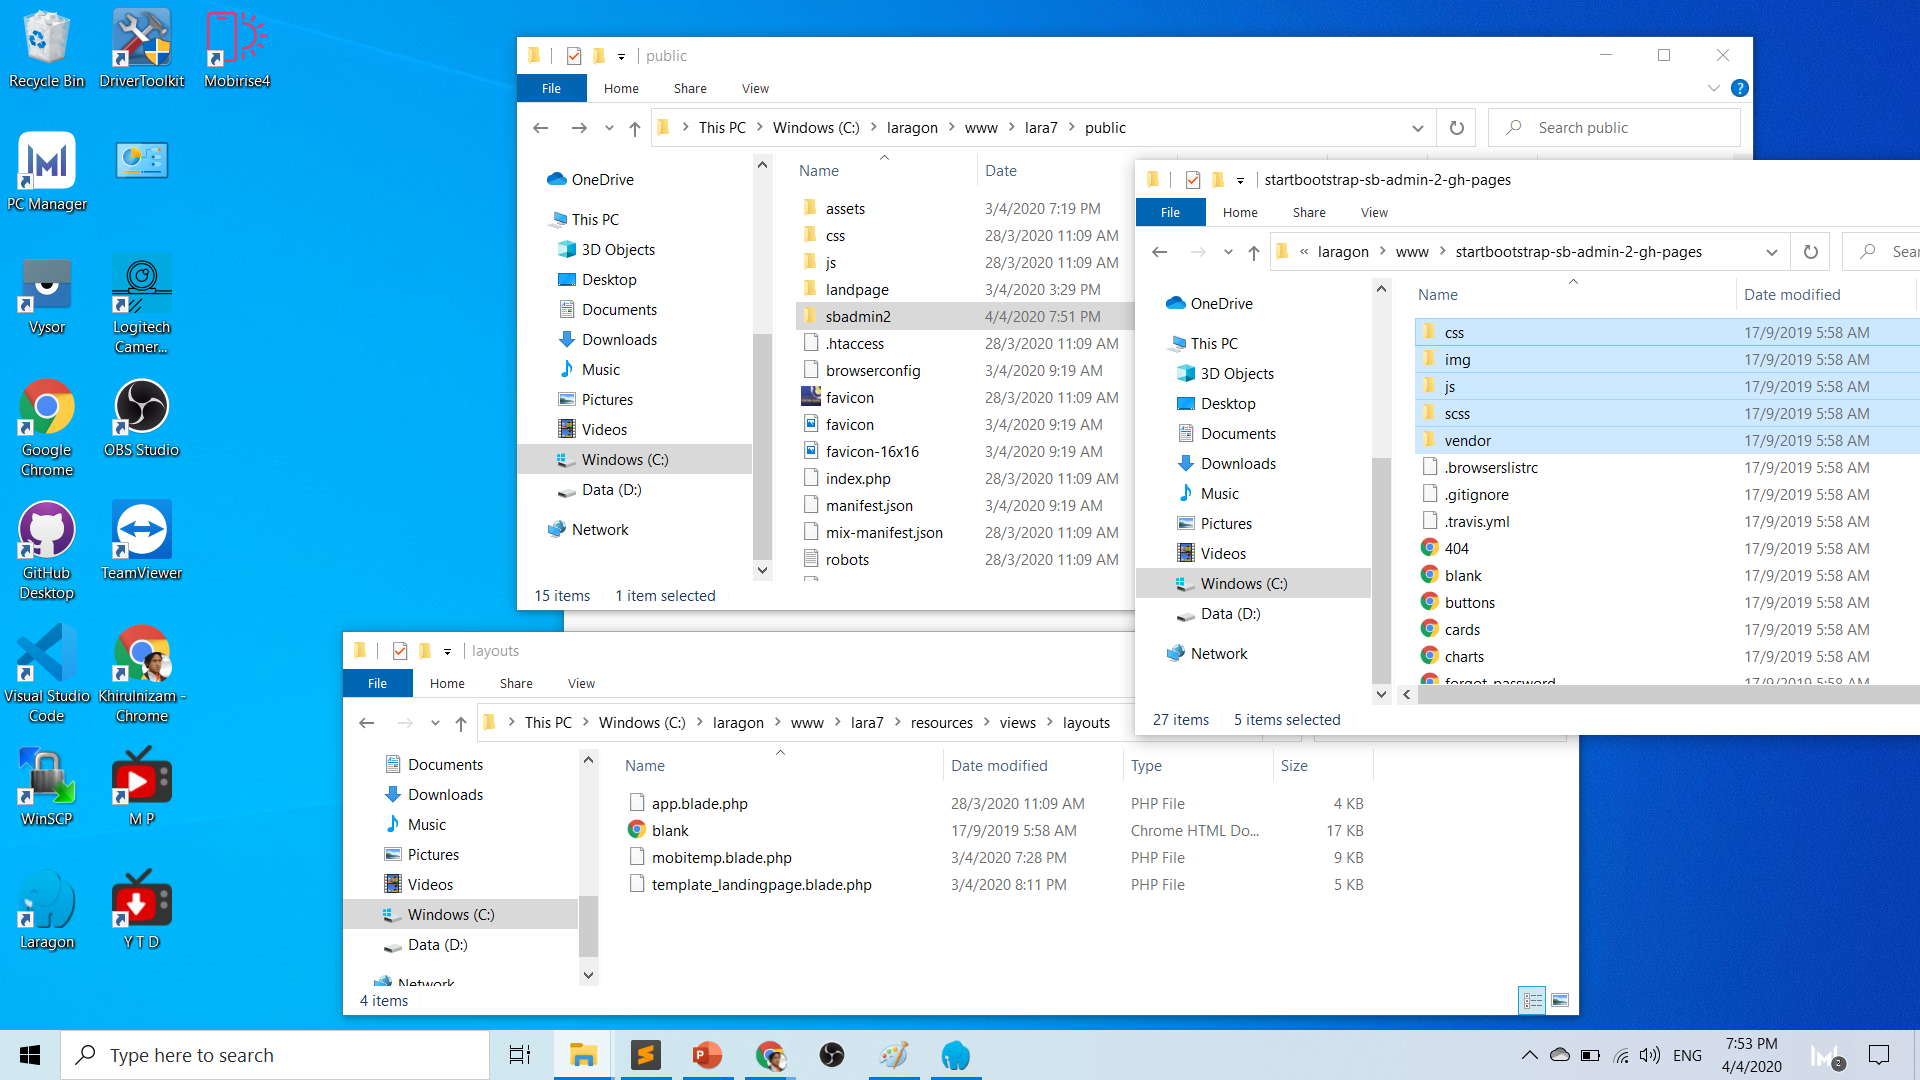 Recycle Bin
DriverToolkit
Mobirise4
PC Manager
Vysor
Logitech
Camer...
Google
Chrome
OBS Studio
GitHub
Desktop
TeamViewer
Visual Studio
Code
Khirulnizam -
Chrome
WinSCP
M P
Laragon
Y T D
public
File Home Share View
This PC > Windows (C:) > laragon > www > lara7 > public
Search public
OneDrive
This PC
3D Objects
Desktop
Documents
Downloads
Music
Pictures
Videos
Windows (C:)
Data (D:)
Network
Name Date
assets 3/4/2020 7:19 PM
css 28/3/2020 11:09 AM
js 28/3/2020 11:09 AM
landpage 3/4/2020 3:29 PM
sbadmin2 4/4/2020 7:51 PM
.htaccess 28/3/2020 11:09 AM
browserconfig 3/4/2020 9:19 AM
favicon 28/3/2020 11:09 AM
favicon 3/4/2020 9:19 AM
favicon-16x16 3/4/2020 9:19 AM
index.php 28/3/2020 11:09 AM
manifest.json 3/4/2020 9:19 AM
mix-manifest.json 28/3/2020 11:09 AM
robots 28/3/2020 11:09 AM
15 items 1 item selected
startbootstrap-sb-admin-2-gh-pages
File Home Share View
« laragon > www > startbootstrap-sb-admin-2-gh-pages
Sear
OneDrive
This PC
3D Objects
Desktop
Documents
Downloads
Music
Pictures
Videos
Windows (C:)
Data (D:)
Network
Name Date modified
css 17/9/2019 5:58 AM
img 17/9/2019 5:58 AM
js 17/9/2019 5:58 AM
scss 17/9/2019 5:58 AM
vendor 17/9/2019 5:58 AM
.browserslistrc 17/9/2019 5:58 AM
.gitignore 17/9/2019 5:58 AM
.travis.yml 17/9/2019 5:58 AM
404 17/9/2019 5:58 AM
blank 17/9/2019 5:58 AM
buttons 17/9/2019 5:58 AM
cards 17/9/2019 5:58 AM
charts 17/9/2019 5:58 AM
forgot-password 17/9/2019 5:58 AM
27 items 5 items selected
layouts
File Home Share View
This PC > Windows (C:) > laragon > www > lara7 > resources > views > layouts
Documents
Downloads
Music
Pictures
Videos
Windows (C:)
Data (D:)
Network
Name Date modified Type Size
app.blade.php 28/3/2020 11:09 AM PHP File 4 KB
blank 17/9/2019 5:58 AM Chrome HTML Do... 17 KB
mobitemp.blade.php 3/4/2020 7:28 PM PHP File 9 KB
template_landingpage.blade.php 3/4/2020 8:11 PM PHP File 5 KB
4 items
Type here to search
ENG
7:53 PM
4/4/2020
2